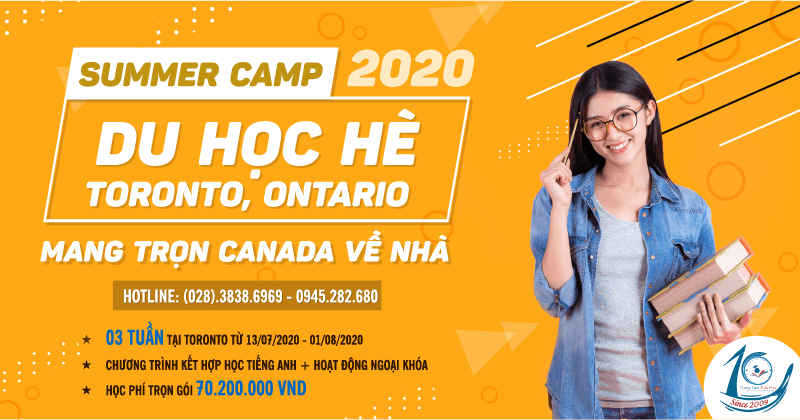 SUMMER CAMP 2020
DU HỌC HÈ
TORONTO, ONTARIO
MANG TRỌN CANADA VỀ NHÀ
HOTLINE: (028).3838.6969 - 0945.282.680
★ 03 TUẦN TẠI TORONTO TỪ 13/07/2020 - 01/08/2020
★ CHƯƠNG TRÌNH KẾT HỢP HỌC TIẾNG ANH + HOẠT ĐỘNG NGOẠI KHÓA
★ HỌC PHÍ TRỌN GÓI 70.200.000 VND
Since 2009